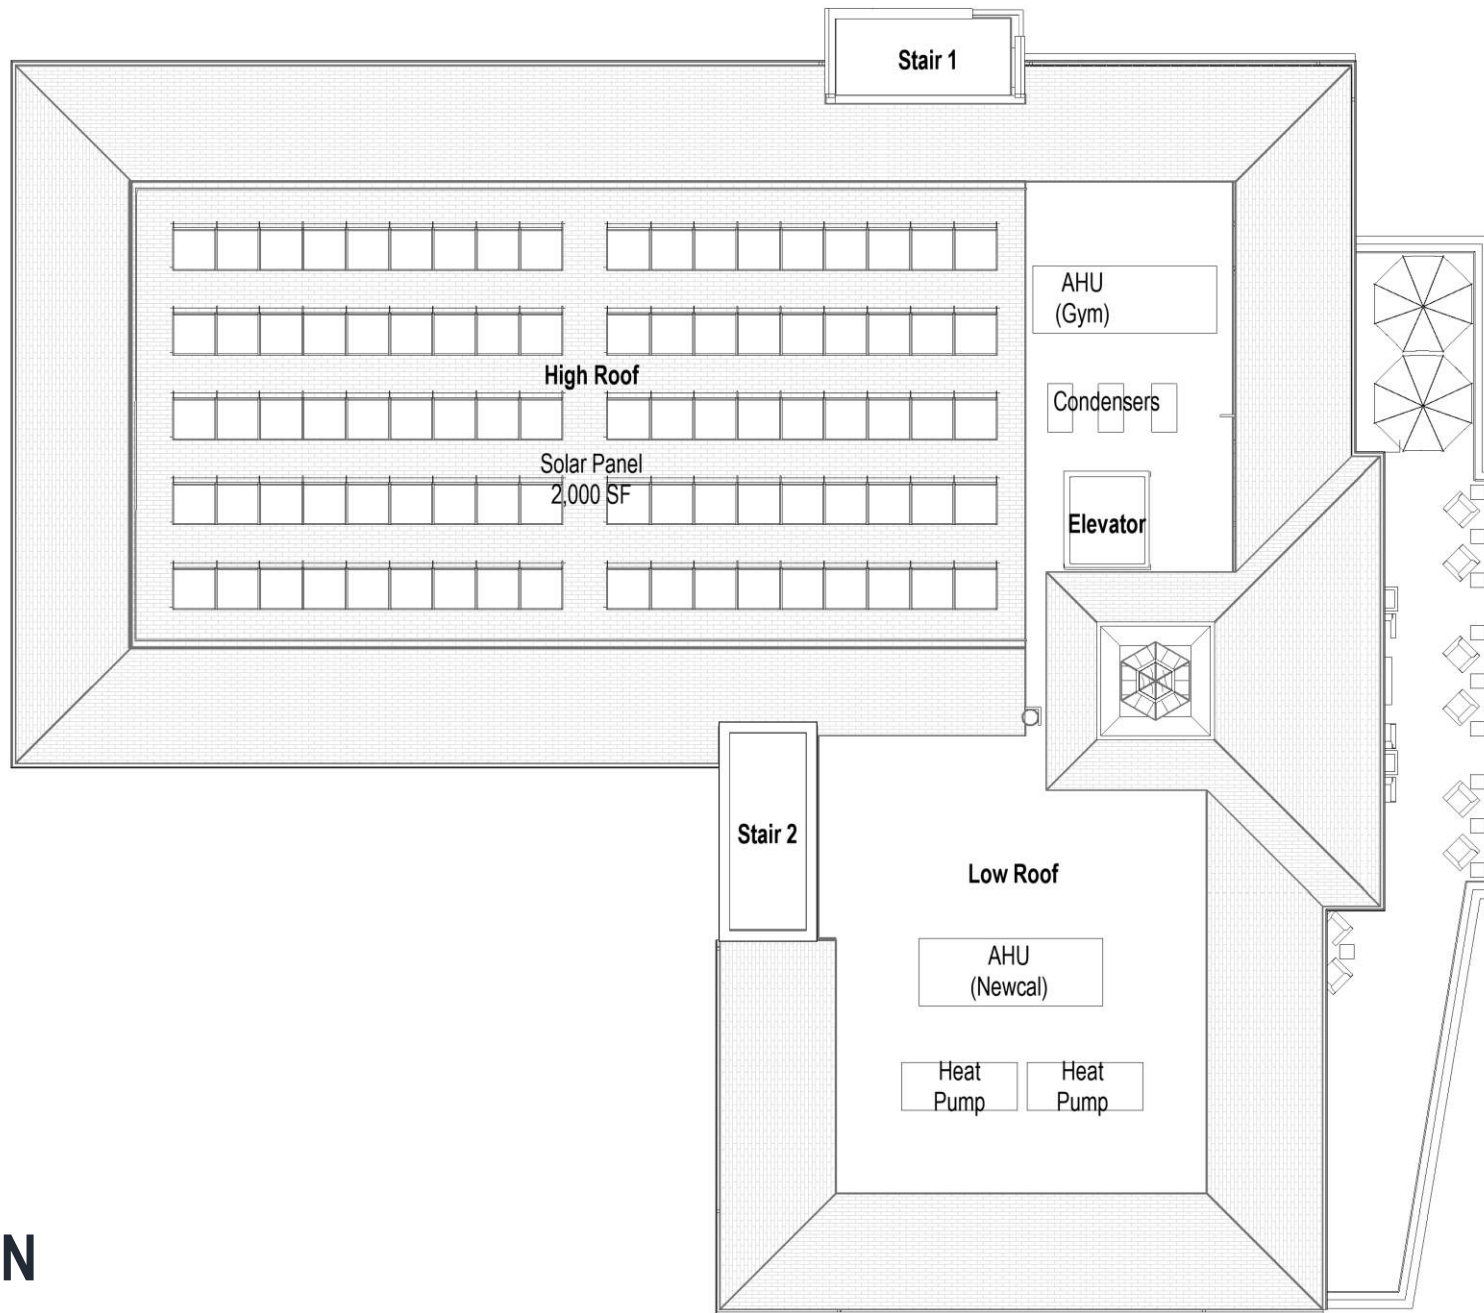 Stair 1
AHU
(Gym)
High Roof
Condensers
Solar Panel
2,000 SF
Elevator
Stair 2
Low Roof
AHU
(Newcal)
Heat
Pump
Heat
Pump
N